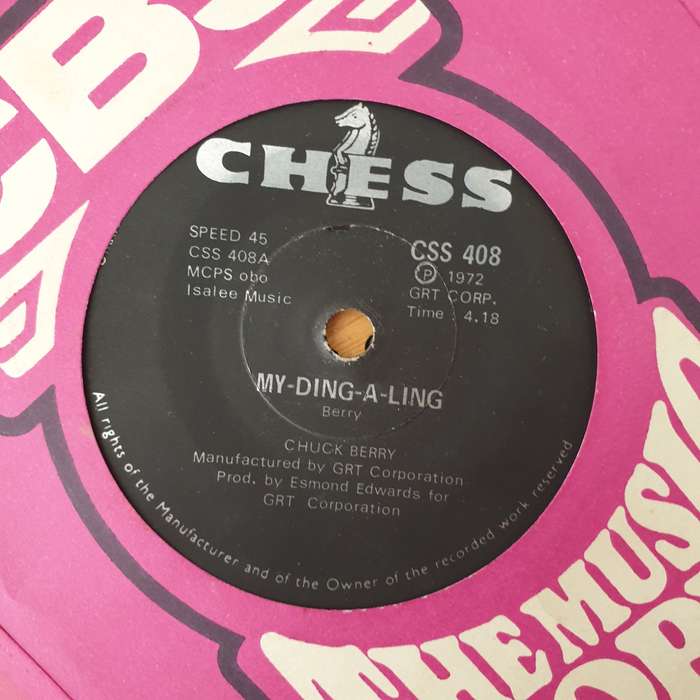 CHESS
SPEED 45
CSS 408A
MCPS obo
Isalee Music
CSS 408
Ⓟ 1972
GRT CORP.
Time 4.18
MY-DING-A-LING
Berry
CHUCK BERRY
Manufactured by GRT Corporation
Prod. by Esmond Edwards for
GRT Corporation
All rights of the Manufacturer and of the Owner of the recorded work reserved
THE MUSIC